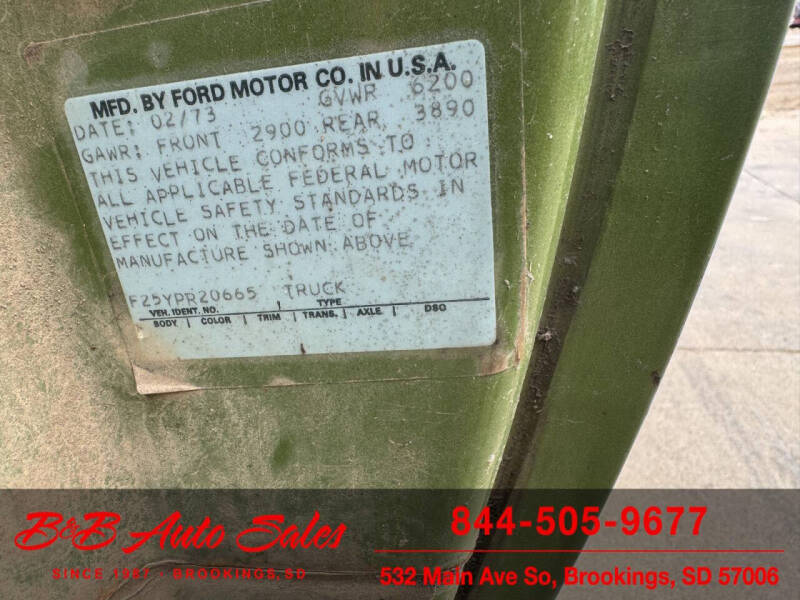 MFD. BY FORD MOTOR CO. IN U.S.A.
DATE: 02/73 GVWR 6200
GAWR: FRONT 2900 REAR 3890
THIS VEHICLE CONFORMS TO
ALL APPLICABLE FEDERAL MOTOR
VEHICLE SAFETY STANDARDS IN
EFFECT ON THE DATE OF
MANUFACTURE SHOWN ABOVE
F25YPR20665 TRUCK
VEH. IDENT. NO. TYPE
BODY | COLOR | TRIM | TRANS. | AXLE | DSO
B&B Auto Sales
SINCE 1987 - BROOKINGS, SD
844-505-9677
532 Main Ave So, Brookings, SD 57006